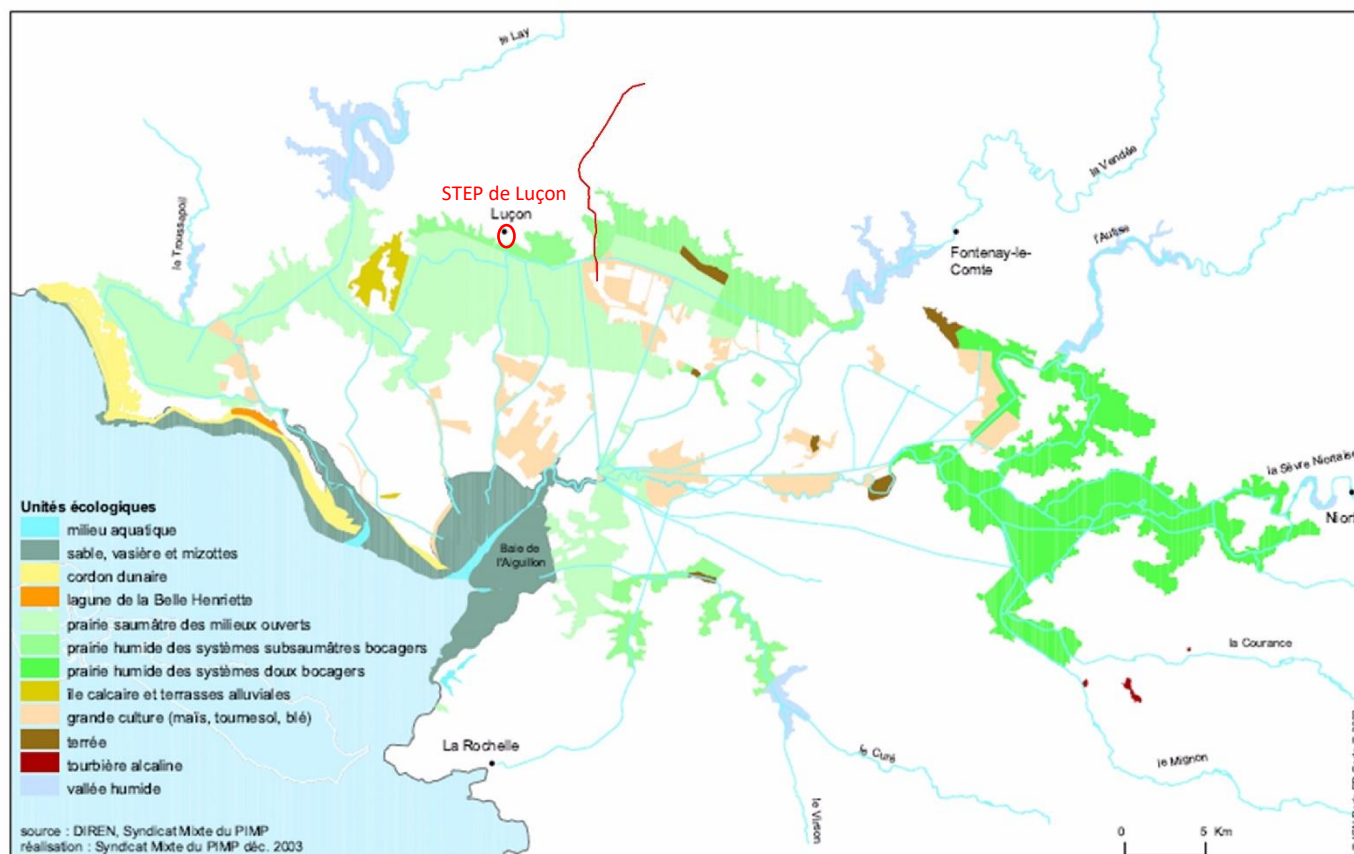 le Lay
la Vendée
STEP de Luçon
Luçon
le Troussepoil
l'Autise
Fontenay-le-
Comte
la Sèvre Niortaise
Niort
Unités écologiques
milieu aquatique
sable, vasière et mizottes
cordon dunaire
lagune de la Belle Henriette
prairie saumâtre des milieux ouverts
prairie humide des systèmes subsaumâtres bocagers
prairie humide des systèmes doux bocagers
île calcaire et terrasses alluviales
grande culture (maïs, tournesol, blé)
terrée
tourbière alcaline
vallée humide
Baie de
l'Aiguillon
la Courance
La Rochelle
le Curé
le Mignon
le Virson
source : DIREN, Syndicat Mixte du PIMP
réalisation : Syndicat Mixte du PIMP déc. 2003
0 5 Km